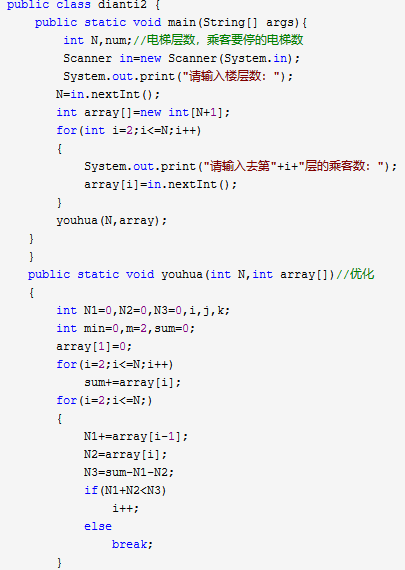 public class dianti2 {
public static void main(String[] args){
int N,num;//电梯层数，乘客要停的电梯数
Scanner in=new Scanner(System.in);
System.out.print("请输入楼层数: ");
N=in.nextInt();
int array[]=new int[N+1];
for(int i=2;i<=N;i++)
{
System.out.print("请输入去第"+i+"层的乘客数: ");
array[i]=in.nextInt();
}
youhua(N,array);
}
}
public static void youhua(int N,int array[])//优化
{
int N1=0,N2=0,N3=0,i,j,k;
int min=0,m=2,sum=0;
array[1]=0;
for(i=2;i<=N;i++)
sum+=array[i];
for(i=2;i<=N;)
{
N1+=array[i-1];
N2=array[i];
N3=sum-N1-N2;
if(N1+N2<N3)
i++;
else
break;
}